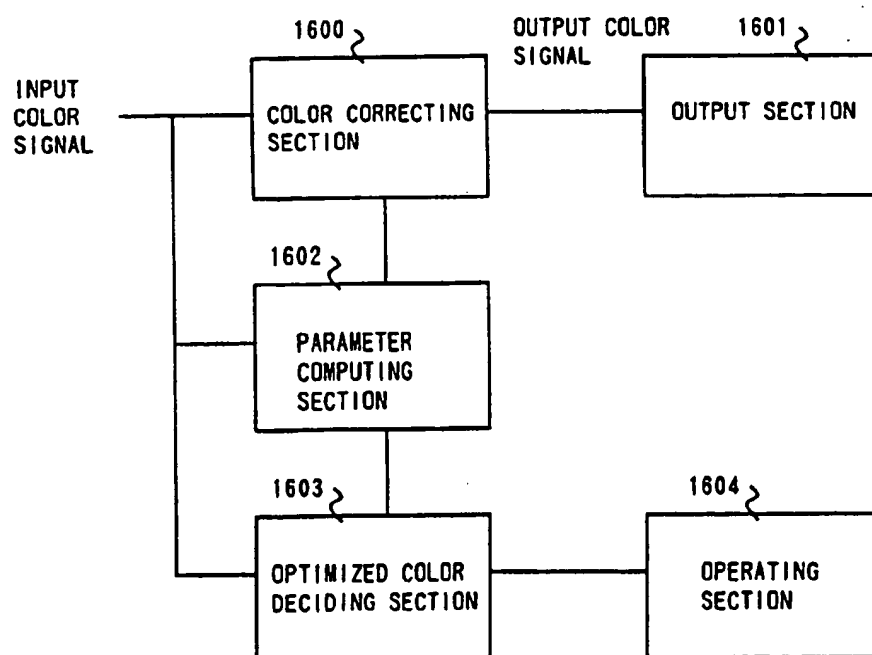 1600
OUTPUT COLOR
SIGNAL
1601
INPUT
COLOR
SIGNAL
COLOR CORRECTING
SECTION
OUTPUT SECTION
1602
PARAMETER
COMPUTING
SECTION
1603
1604
OPTIMIZED COLOR
DECIDING SECTION
OPERATING
SECTION